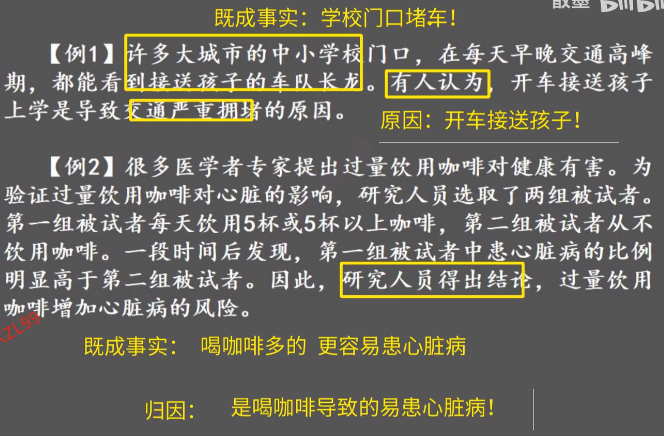 既成事实：学校门口堵车！
散墨 bilibili
【例1】许多大城市的中小学校门口，在每天早晚交通高峰
期，都能看到接送孩子的车队长龙。有人认为，开车接送孩子
上学是导致交通严重拥堵的原因。
原因：开车接送孩子！
【例2】很多医学者专家提出过量饮用咖啡对健康有害。为
验证过量饮用咖啡对心脏的影响，研究人员选取了两组被试者。
第一组被试者每天饮用5杯或5杯以上咖啡，第二组被试者从不
饮用咖啡。一段时间后发现，第一组被试者中患心脏病的比例
明显高于第二组被试者。因此，研究人员得出结论，过量饮用
咖啡增加心脏病的风险。
ZL99
既成事实： 喝咖啡多的 更容易患心脏病
归因： 是喝咖啡导致的易患心脏病！